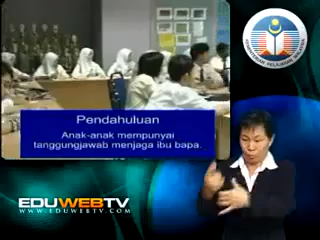 Pendahuluan
Anak-anak mempunyai
tanggungjawab menjaga ibu bapa.
EDUWEBTV
WWW.EDUWEBTV.COM